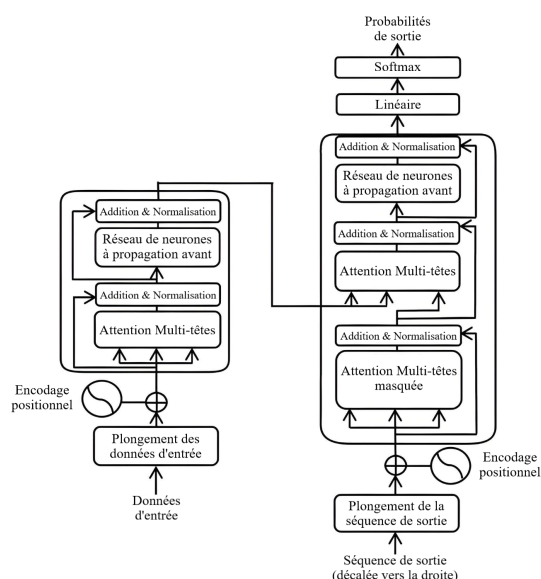 Probabilités
de sortie
Softmax
Linéaire
Addition & Normalisation
Réseau de neurones
à propagation avant
Addition & Normalisation
Attention Multi-têtes
Addition & Normalisation
Attention Multi-têtes
masquée
Encodage
positionnel
Plongement de la
séquence de sortie
Séquence de sortie
(décalée vers la droite)
Addition & Normalisation
Réseau de neurones
à propagation avant
Addition & Normalisation
Attention Multi-têtes
Encodage
positionnel
Plongement des
données d'entrée
Données
d'entrée